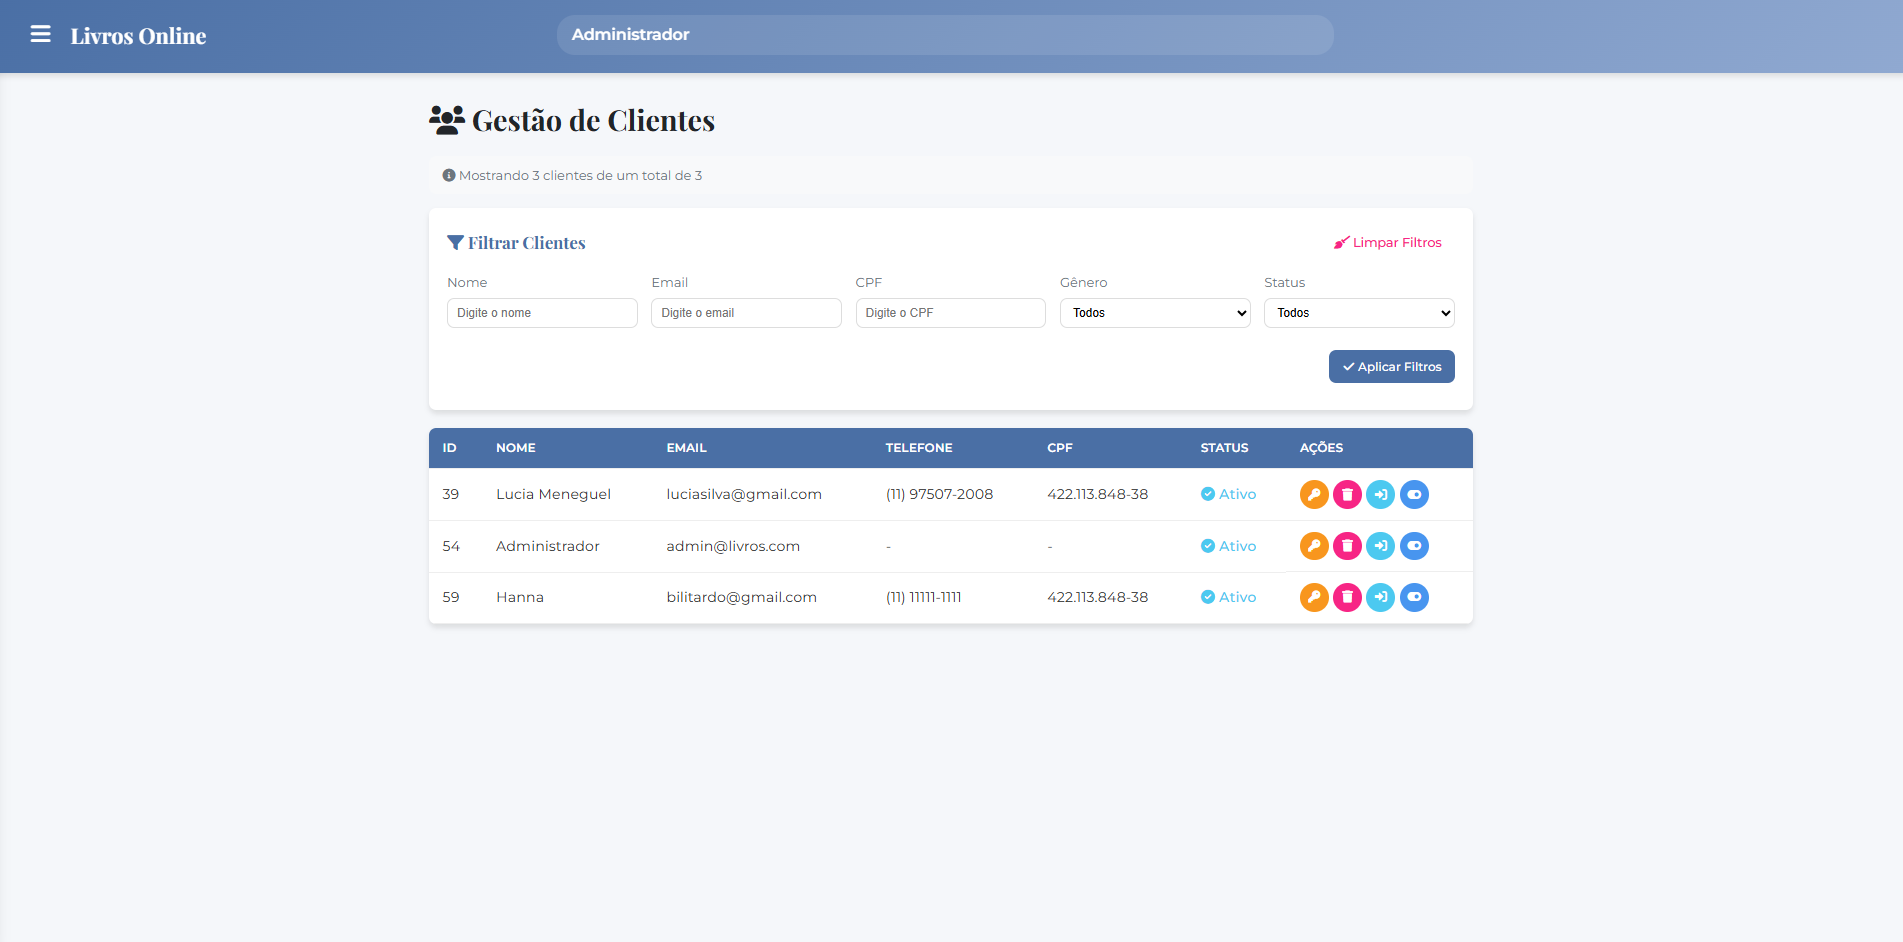 Livros Online
Administrador
Gestão de Clientes
Mostrando 3 clientes de um total de 3
Filtrar Clientes
Limpar Filtros
Nome Email CPF Gênero Status
Digite o nome Digite o email Digite o CPF Todos Todos
Aplicar Filtros
ID NOME EMAIL TELEFONE CPF STATUS AÇÕES
39 Lucia Meneguel luciasilva@gmail.com (11) 97507-2008 422.113.848-38 Ativo
54 Administrador admin@livros.com - - Ativo
59 Hanna bilitardo@gmail.com (11) 11111-1111 422.113.848-38 Ativo